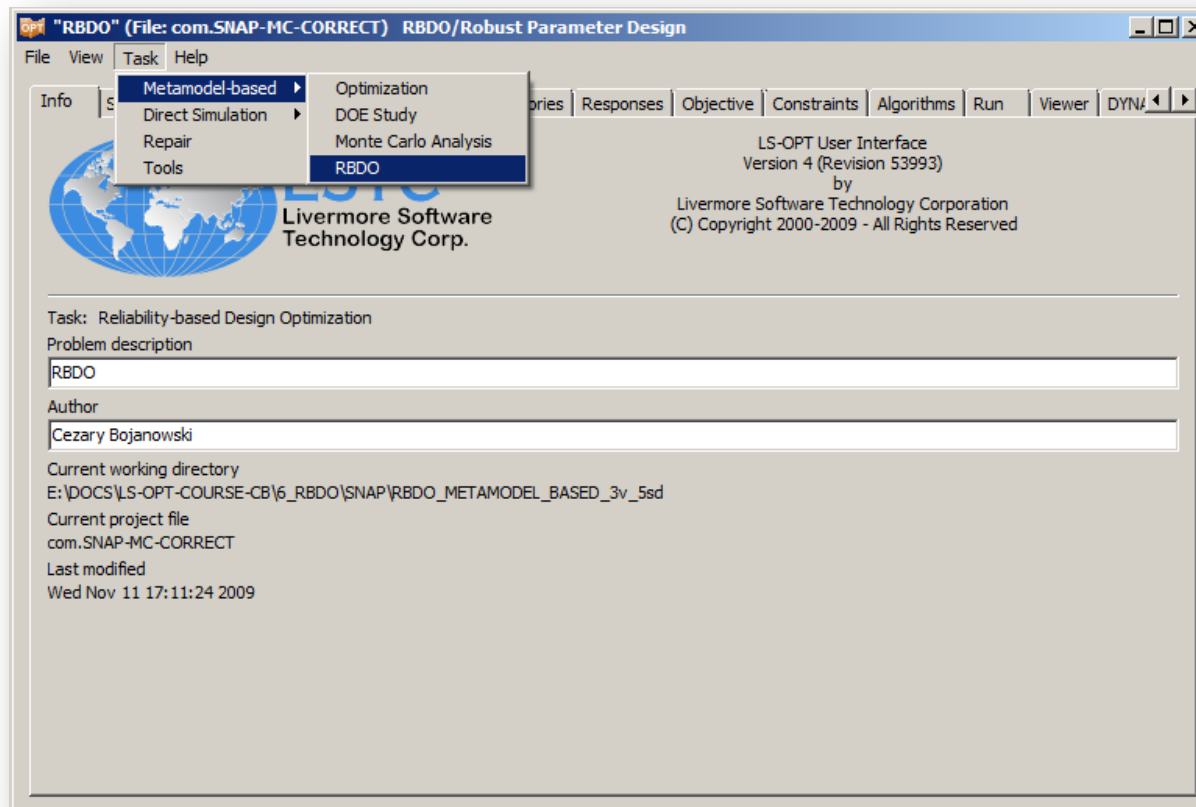 "RBDO" (File: com.SNAP-MC-CORRECT) RBDO/Robust Parameter Design
File View Task Help
Info
Responses Objective Constraints Algorithms Run Viewer
Metamodel-based
Direct Simulation
Repair
Tools
Optimization
DOE Study
Monte Carlo Analysis
RBDO
Livermore Software
Technology Corp.
LS-OPT User Interface
Version 4 (Revision 53993)
by
Livermore Software Technology Corporation
(C) Copyright 2000-2009 - All Rights Reserved
Task: Reliability-based Design Optimization
Problem description
RBDO
Author
Cezary Bojanowski
Current working directory
E:\DOCS\LS-OPT-COURSE-CB\6_RBDO\SNAP\RBDO_METAMODEL_BASED_3v_5sd
Current project file
com.SNAP-MC-CORRECT
Last modified
Wed Nov 11 17:11:24 2009